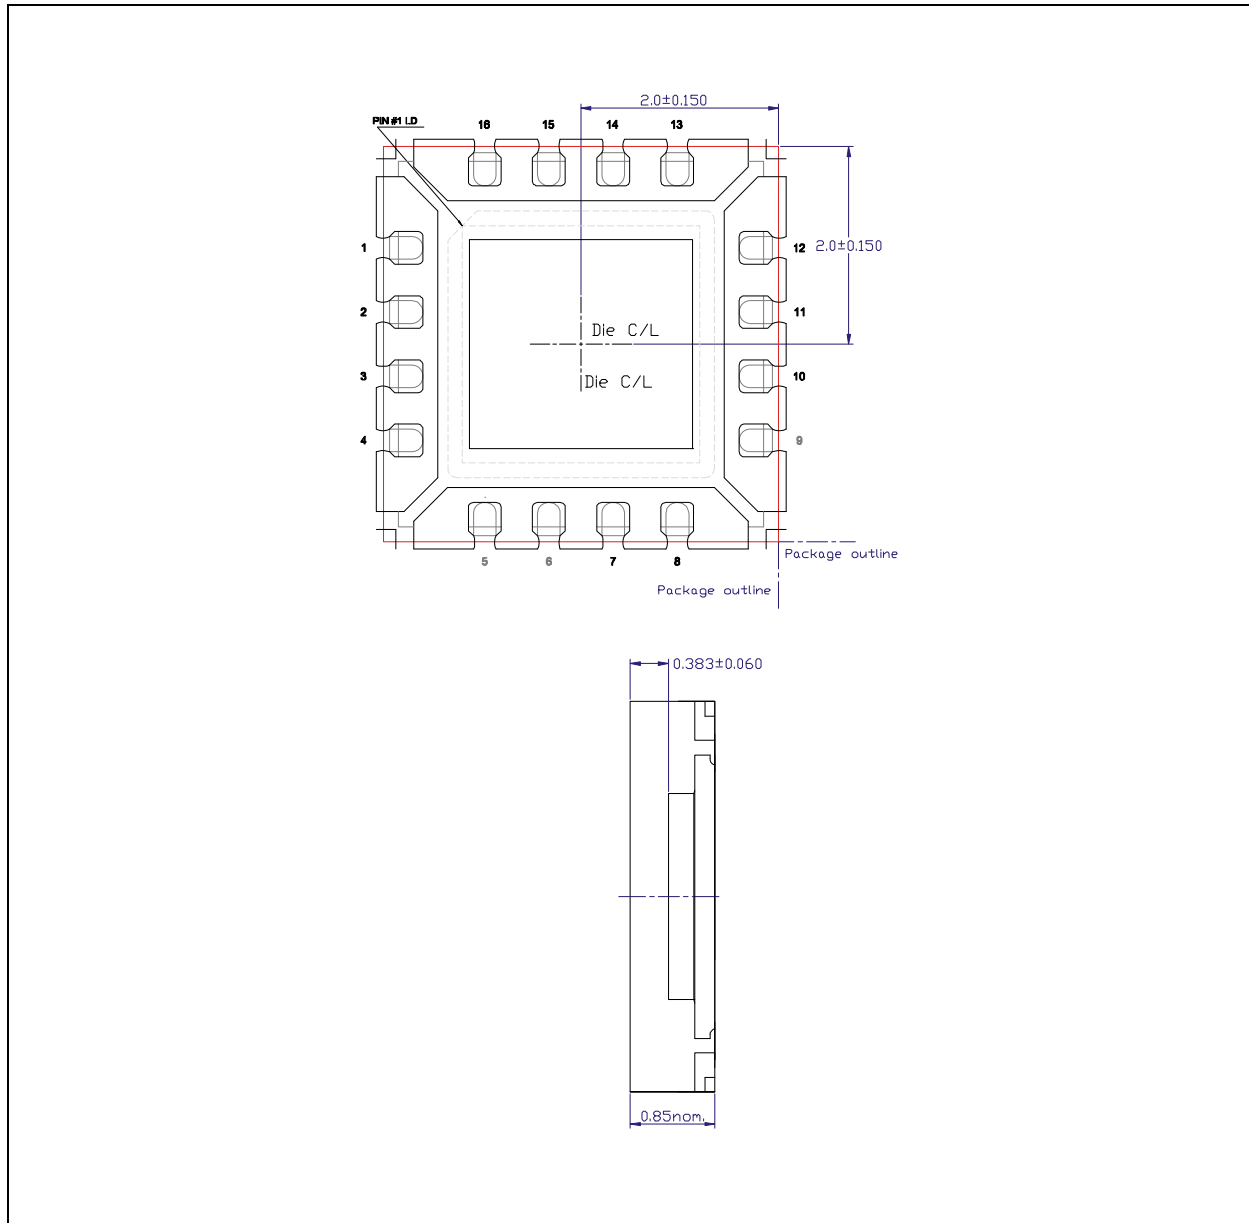 2.0±0.150
PIN #1 I.D
16 15 14 13
1 12 2.0±0.150
2 11
Die C/L
3 10
Die C/L
4 9
5 6 7 8
Package outline
Package outline
0.383±0.060
0.85nom.